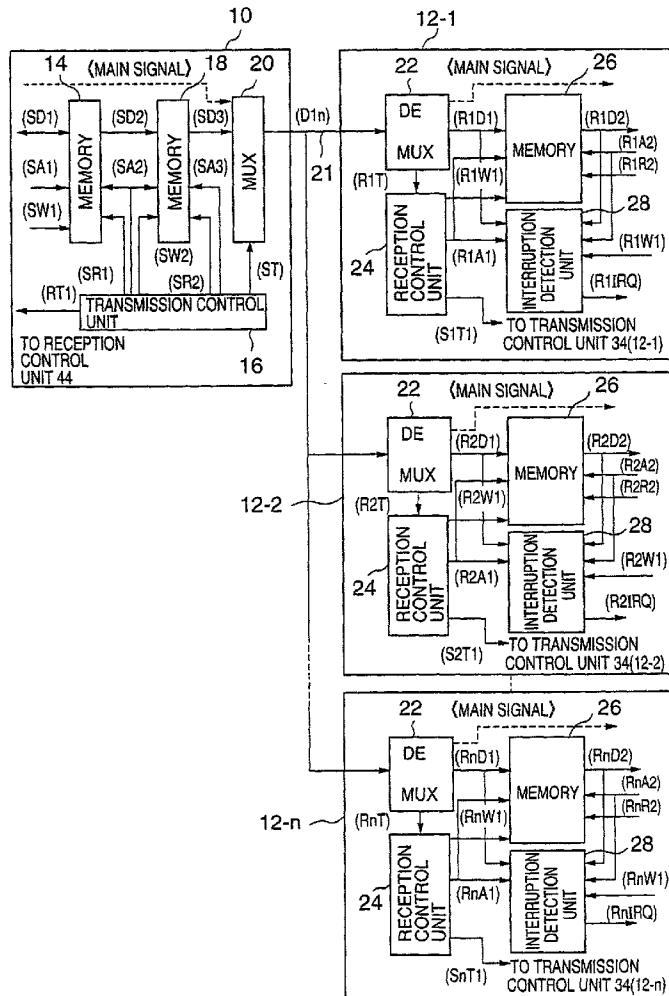 10
14
18
20
〈MAIN SIGNAL〉
(SD1)
(SD2)
(SD3)
(SA1)
(SA2)
(SA3)
(SW1)
MEMORY
MEMORY
MUX
(SR1)
(SW2)
(SR2)
(ST)
(RT1)
TRANSMISSION CONTROL
UNIT
16
TO RECEPTION
CONTROL
UNIT 44
(D1n)
21
12-1
22
〈MAIN SIGNAL〉
26
DE
MUX
(R1D1)
(R1D2)
MEMORY
(R1A2)
(R1R2)
(R1W1)
(R1T)
24
RECEPTION
CONTROL
UNIT
(R1A1)
28
INTERRUPTION
DETECTION
UNIT
(R1W1)
(R1IRQ)
(S1T1)
TO TRANSMISSION
CONTROL UNIT 34(12-1)
12-2
22
〈MAIN SIGNAL〉
26
DE
MUX
(R2D1)
(R2D2)
MEMORY
(R2A2)
(R2R2)
(R2W1)
(R2T)
24
RECEPTION
CONTROL
UNIT
(R2A1)
28
INTERRUPTION
DETECTION
UNIT
(R2W1)
(R2IRQ)
(S2T1)
TO TRANSMISSION
CONTROL UNIT 34(12-2)
12-n
22
〈MAIN SIGNAL〉
26
DE
MUX
(RnD1)
(RnD2)
MEMORY
(RnA2)
(RnR2)
(RnW1)
(RnT)
24
RECEPTION
CONTROL
UNIT
(RnA1)
28
INTERRUPTION
DETECTION
UNIT
(RnW1)
(RnIRQ)
(SnT1)
TO TRANSMISSION
CONTROL UNIT 34(12-n)